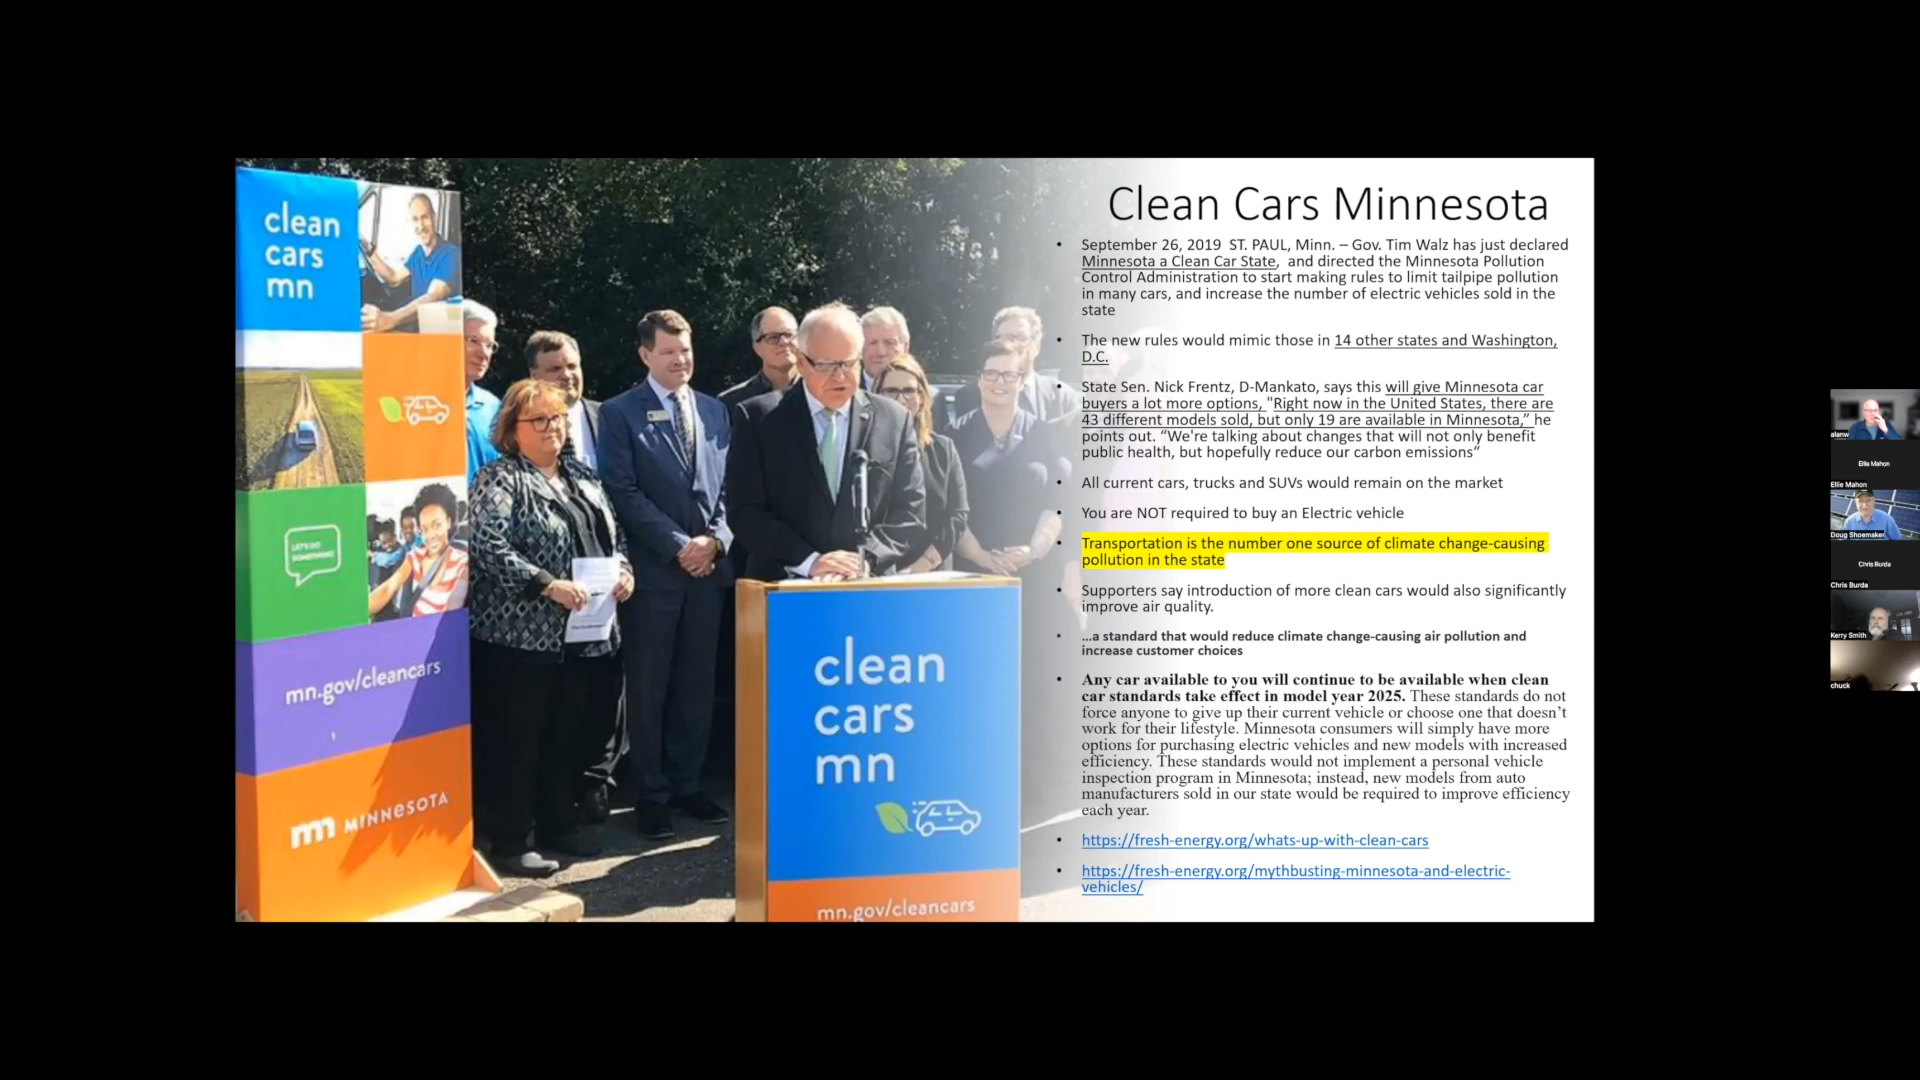 clean
cars
mn
LET'S DO
SOMETHING!
mn.gov/cleancars
MINNESOTA
clean
cars
mn
mn.gov/cleancars
Clean Cars Minnesota
• September 26, 2019 ST. PAUL, Minn. – Gov. Tim Walz has just declared
Minnesota a Clean Car State, and directed the Minnesota Pollution
Control Administration to start making rules to limit tailpipe pollution
in many cars, and increase the number of electric vehicles sold in the
state
• The new rules would mimic those in 14 other states and Washington,
D.C.
• State Sen. Nick Frentz, D-Mankato, says this will give Minnesota car
buyers a lot more options, "Right now in the United States, there are
43 different models sold, but only 19 are available in Minnesota,” he
points out. “We're talking about changes that will not only benefit
public health, but hopefully reduce our carbon emissions“
• All current cars, trucks and SUVs would remain on the market
• You are NOT required to buy an Electric vehicle
• Transportation is the number one source of climate change-causing
pollution in the state
• Supporters say introduction of more clean cars would also significantly
improve air quality.
• …a standard that would reduce climate change-causing air pollution and
increase customer choices
• Any car available to you will continue to be available when clean
car standards take effect in model year 2025. These standards do not
force anyone to give up their current vehicle or choose one that doesn’t
work for their lifestyle. Minnesota consumers will simply have more
options for purchasing electric vehicles and new models with increased
efficiency. These standards would not implement a personal vehicle
inspection program in Minnesota; instead, new models from auto
manufacturers sold in our state would be required to improve efficiency
each year.
• https://fresh-energy.org/whats-up-with-clean-cars
• https://fresh-energy.org/mythbusting-minnesota-and-electric-
vehicles/
alanw
Ellie Mahon
Ellie Mahon
Doug Shoemaker
Chris Burda
Chris Burda
Kerry Smith
chuck